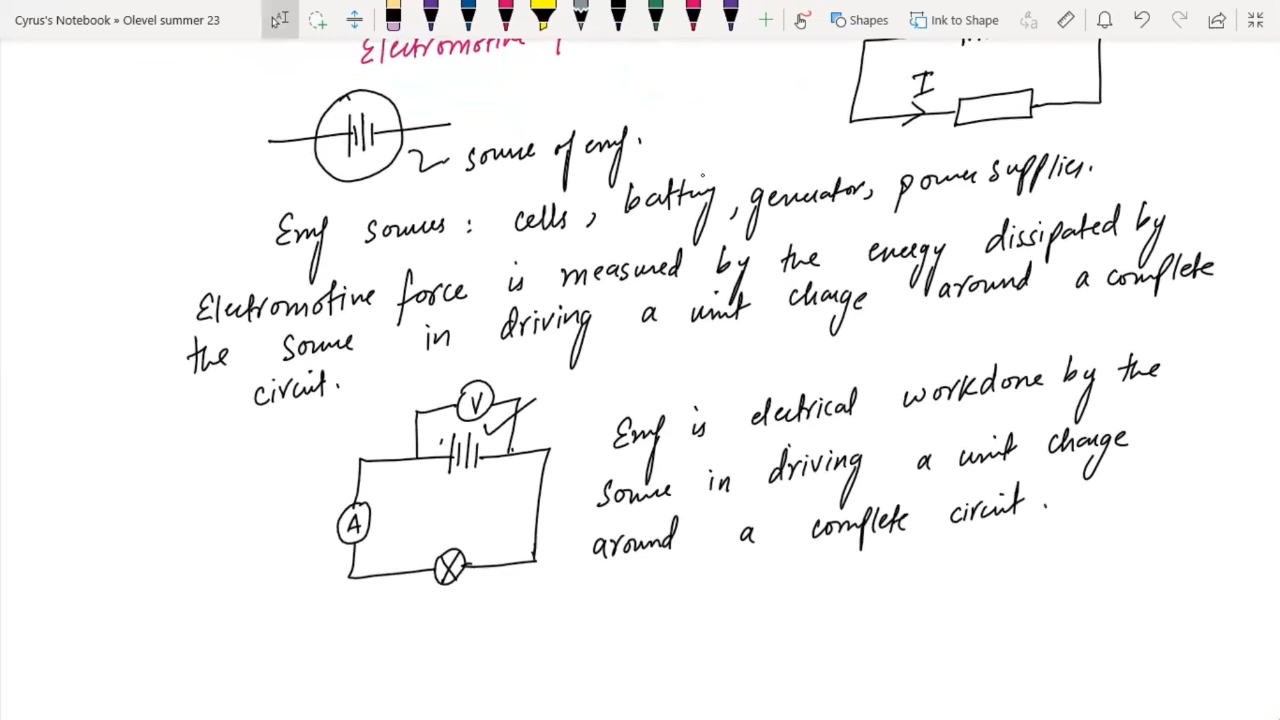 Cyrus's Notebook » Olevel summer 23
Shapes
Ink to Shape
Electromotive
I
source of emf.
Emf sources: cells, battery, generators, power supplies.
Electromotive force is measured by the energy dissipated by
the source in driving a unit charge around a complete
circuit.
V
A
Emf is electrical workdone by the
source in driving a unit charge
around a complete circuit.